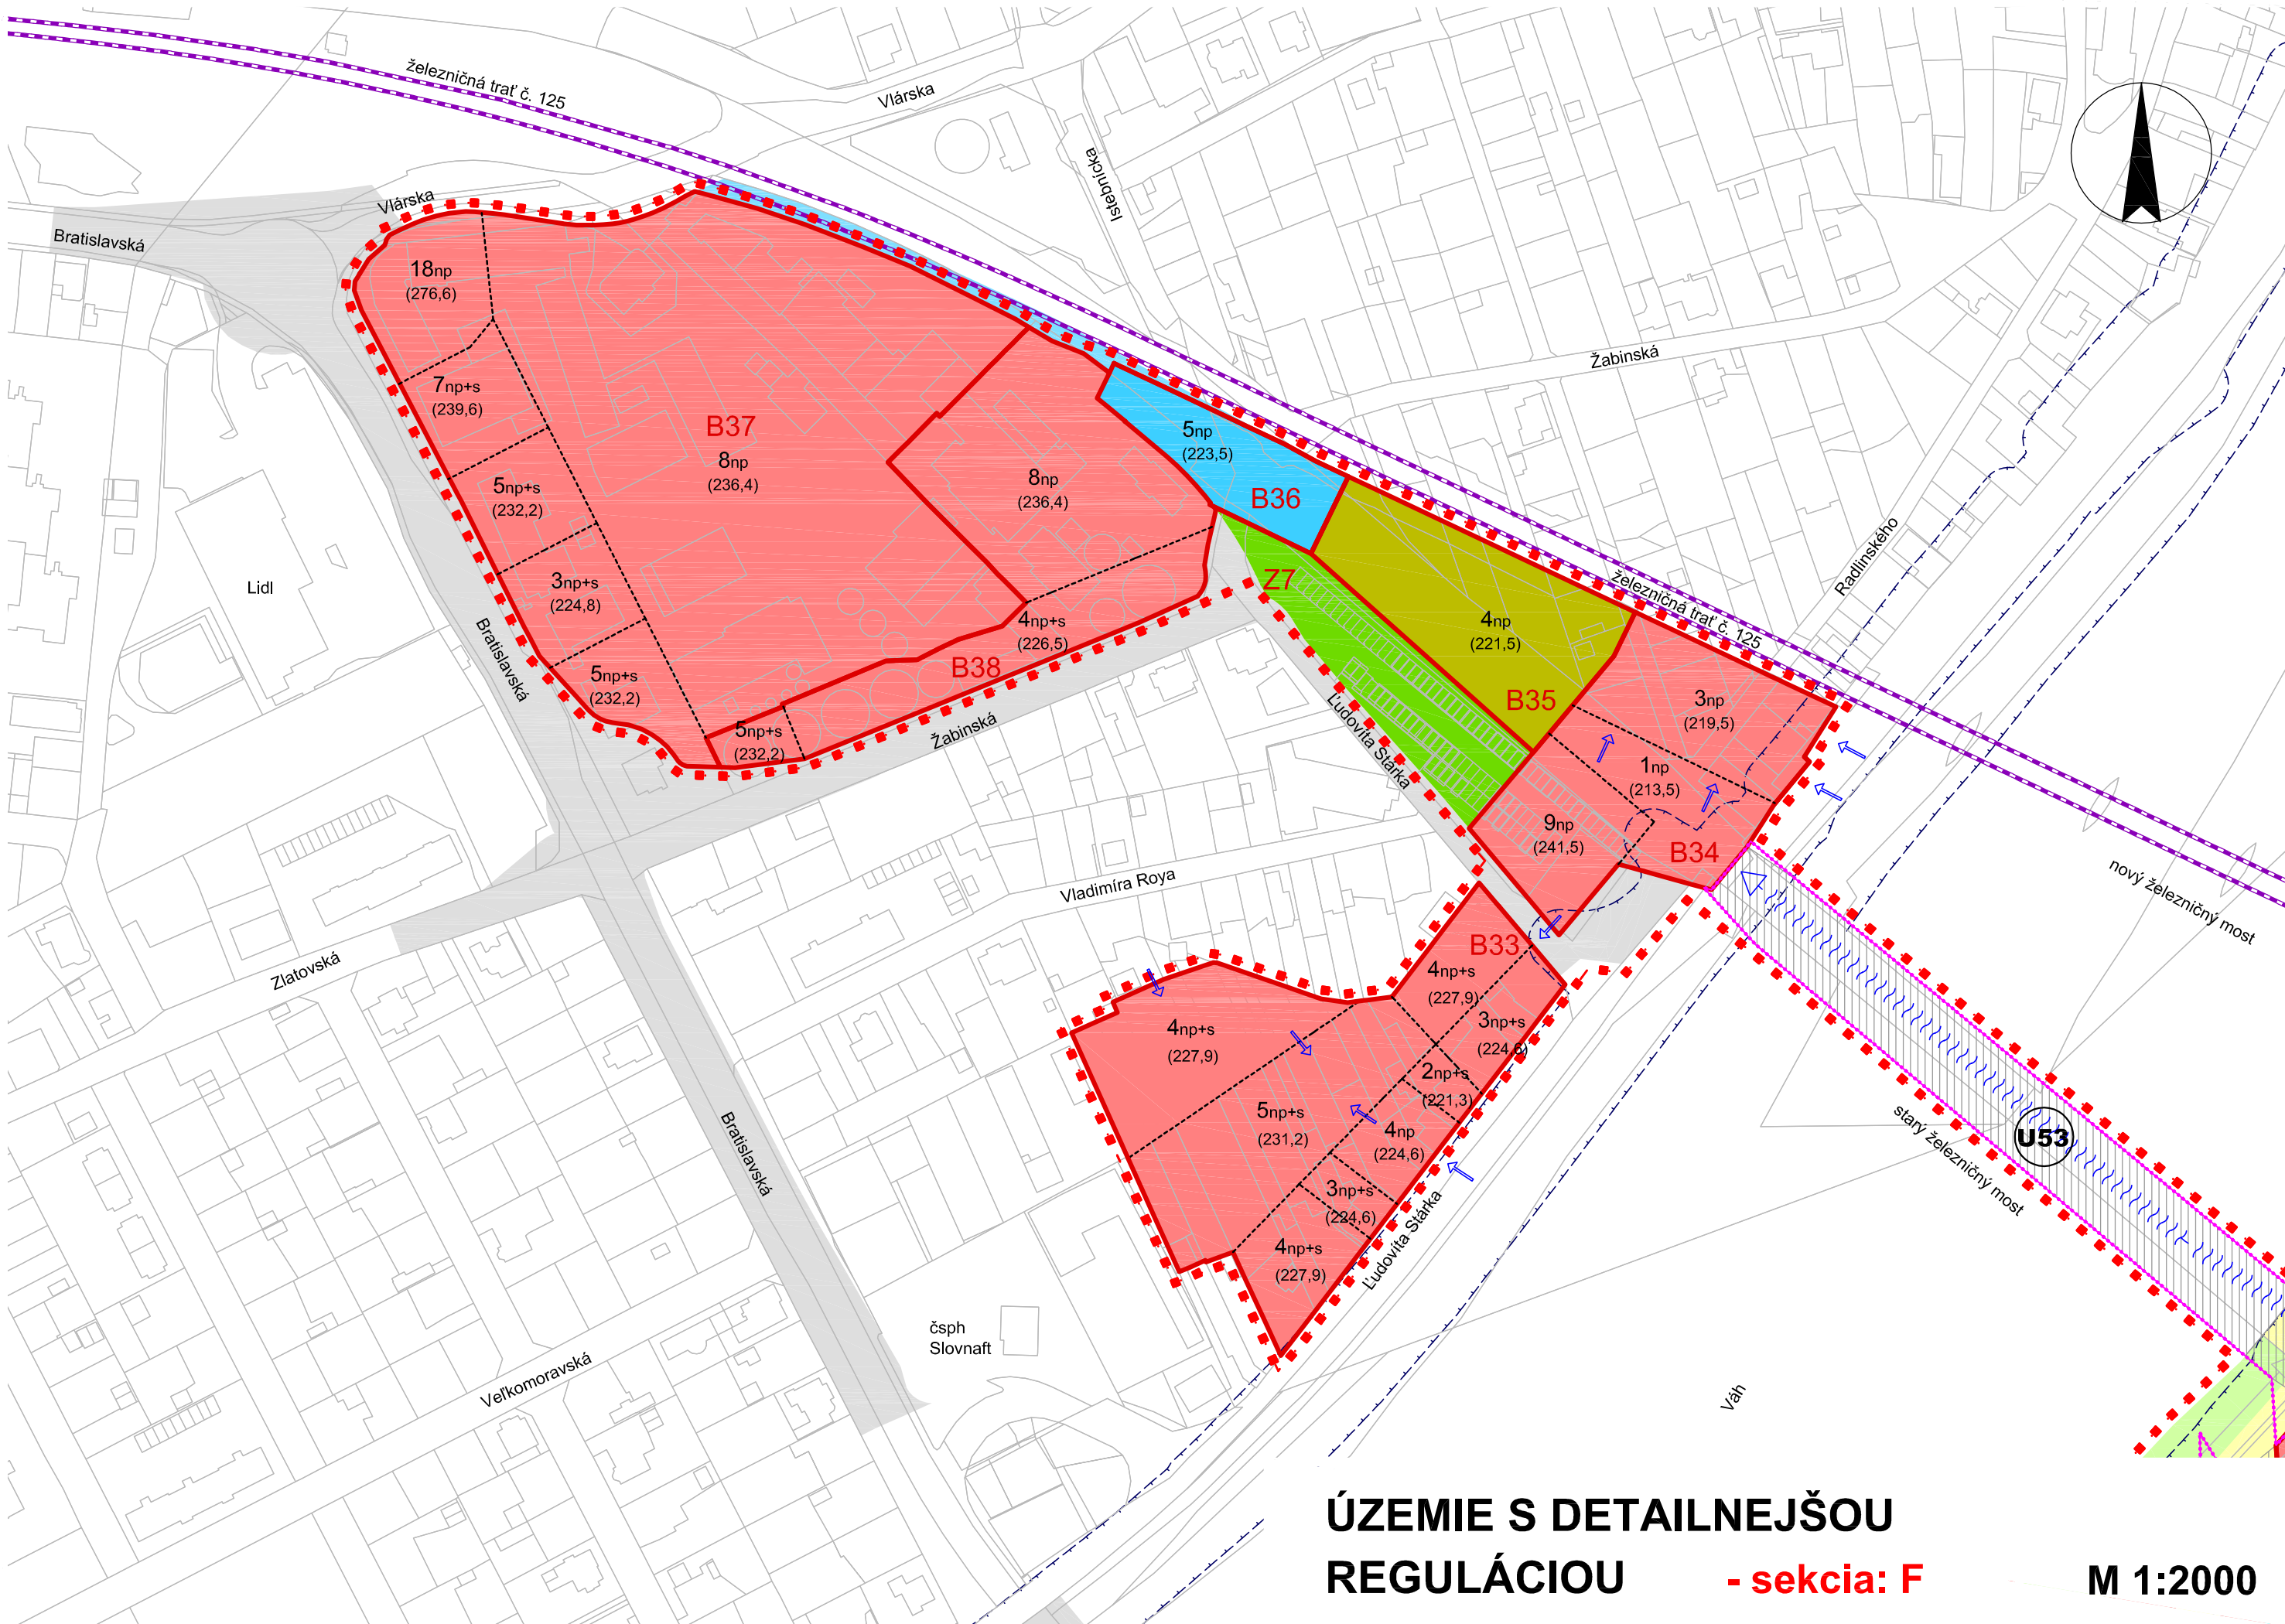 železničná trať č. 125
Vlárska
Istebnícka
Vlárska
Bratislavská
18np
(276,6)
7np+s
(239,6)
B37
8np
(236,4)
5np+s
(232,2)
8np
(236,4)
5np
(223,5)
B36
Žabinská
Radlinského
Lidl
3np+s
(224,8)
Z7
železničná trať č. 125
4np
(221,5)
B35
4np+s
(226,5)
B38
Bratislavská
5np+s
(232,2)
5np+s
(232,2)
Žabinská
Ľudovíta Stárka
3np
(219,5)
1np
(213,5)
9np
(241,5)
B34
Vladimíra Roya
nový železničný most
Zlatovská
B33
4np+s
(227,9)
3np+s
(224,6)
4np+s
(227,9)
2np+s
(221,3)
5np+s
(231,2)
4np
(224,6)
U53
starý železničný most
Bratislavská
3np+s
(224,6)
Ľudovíta Stárka
4np+s
(227,9)
čsph
Slovnaft
Veľkomoravská
Váh
ÚZEMIE S DETAILNEJŠOU
REGULÁCIOU - sekcia: F M 1:2000